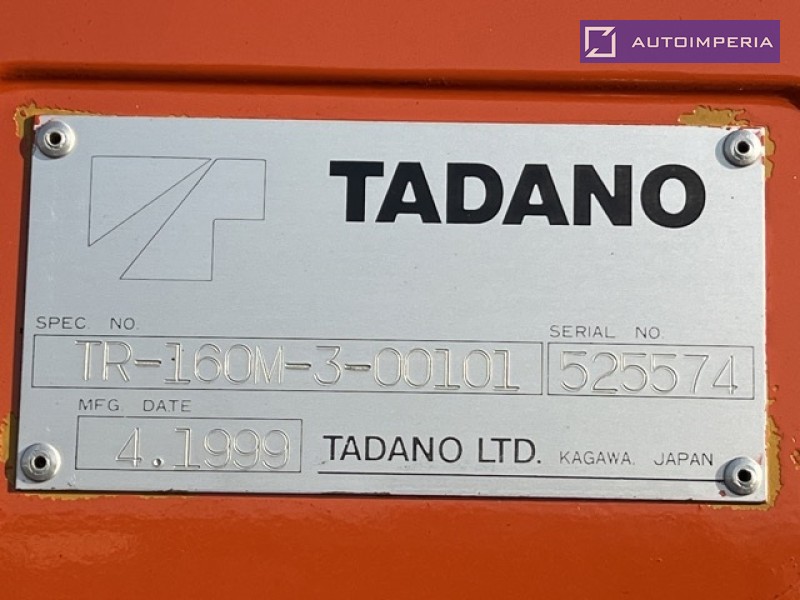 AUTOIMPERIA
TADANO
SPEC. NO.
SERIAL NO.
TR-160M-3-00101
525574
MFG. DATE
4.1999
TADANO LTD. KAGAWA, JAPAN